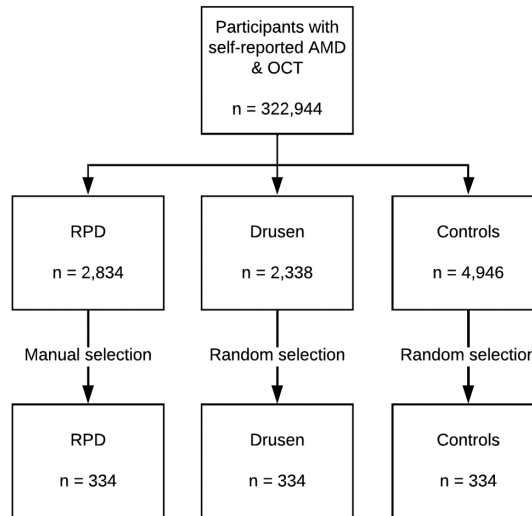 Participants with
self-reported AMD
& OCT
n = 322,944
RPD
n = 2,834
Drusen
n = 2,338
Controls
n = 4,946
Manual selection
Random selection
Random selection
RPD
n = 334
Drusen
n = 334
Controls
n = 334